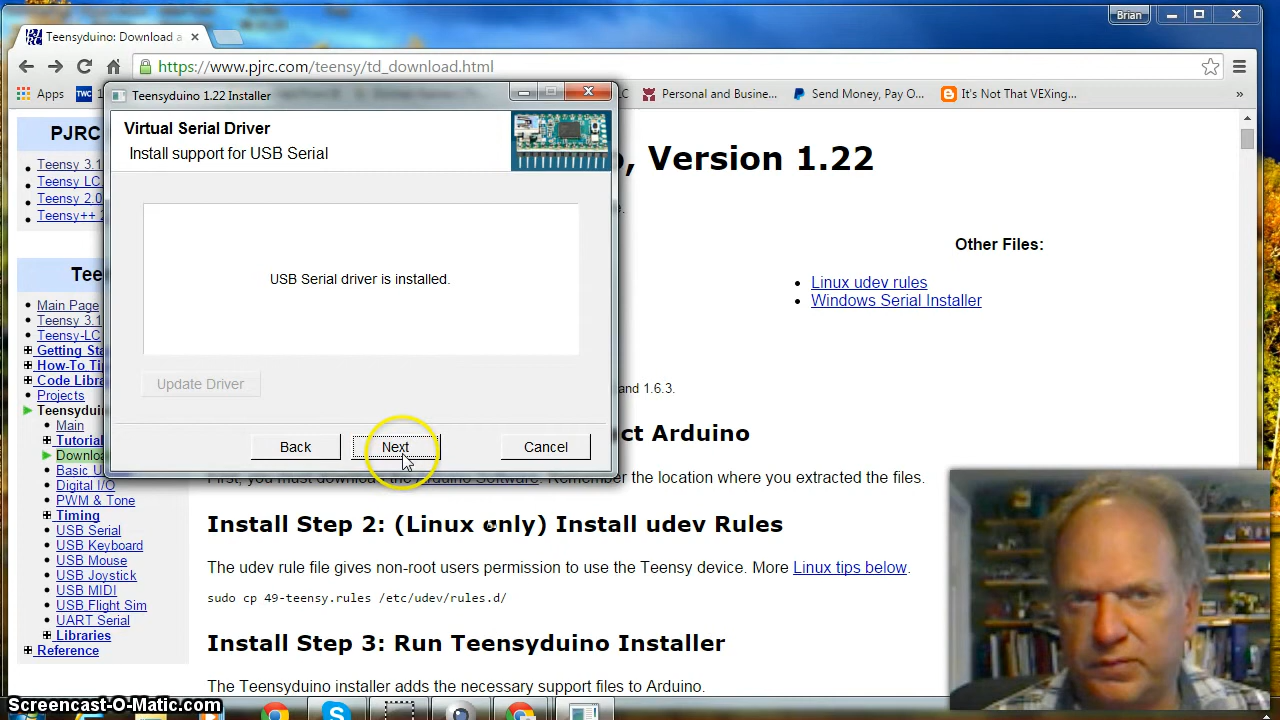 Brian
Teensyduino: Download a
https://www.pjrc.com/teensy/td_download.html
Apps
TWC
Personal and Busine...
Send Money, Pay O...
It's Not That VEXing...
»
Teensyduino 1.22 Installer
Virtual Serial Driver
Install support for USB Serial
USB Serial driver is installed.
Update Driver
Back
Next
Cancel
PJRC
Teensy 3.1
Teensy LC
Teensy 2.0
Teensy++ 2
Main Page
Teensy 3.1
Teensy-LC
Getting Sta
How-To Ti
Code Libra
Projects
Teensyduino
Main
Tutorial
Download
Basic U
Digital I/O
PWM & Tone
Timing
USB Serial
USB Keyboard
USB Mouse
USB Joystick
USB MIDI
USB Flight Sim
UART Serial
Libraries
Reference
, Version 1.22
Other Files:
Linux udev rules
Windows Serial Installer
and 1.6.3.
ct Arduino
First, you must download the Arduino Software. Remember the location where you extracted the files.
Install Step 2: (Linux only) Install udev Rules
The udev rule file gives non-root users permission to use the Teensy device. More Linux tips below.
sudo cp 49-teensy.rules /etc/udev/rules.d/
Install Step 3: Run Teensyduino Installer
The Teensyduino installer adds the necessary support files to Arduino.
Screencast-O-Matic.com